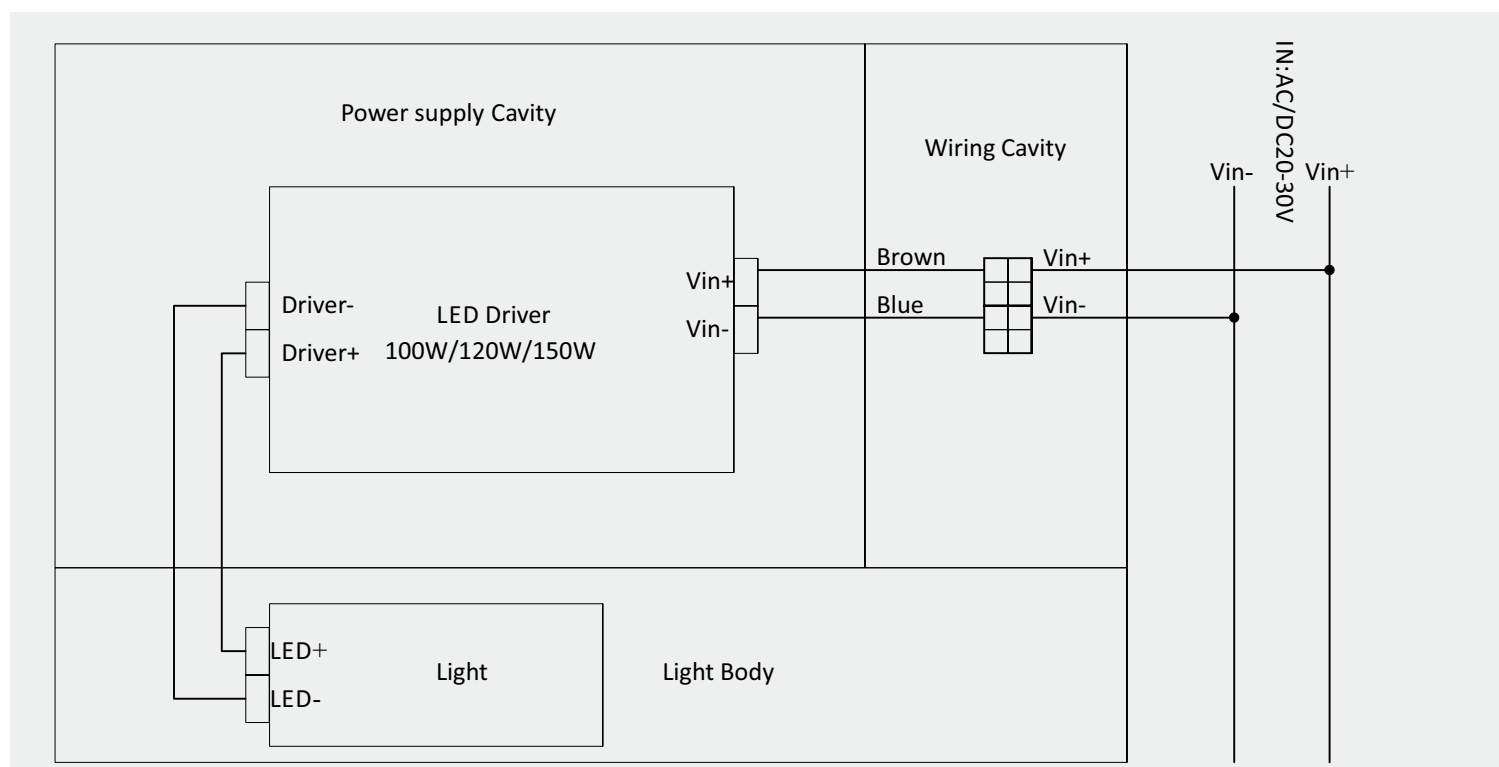 Power supply Cavity
Wiring Cavity
IN:AC/DC20-30V
Vin-
Vin+
Brown
Vin+
Vin+
Driver-
LED Driver
Blue
Vin-
Vin-
Driver+
100W/120W/150W
LED+
Light
Light Body
LED-